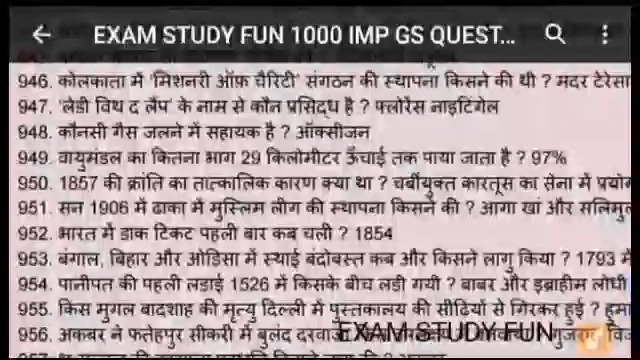 EXAM STUDY FUN 1000 IMP GS QUEST...
946. कोलकाता में 'मिशनरी ऑफ़ चैरिटी' संगठन की स्थापना किसने की थी ? मदर टेरेसा
947. 'लेडी विथ द लैंप' के नाम से कौन प्रसिद्ध है ? फ्लोरेंस नाइटिंगेल
948. कौनसी गैस जलने में सहायक है ? ऑक्सीजन
949. वायुमंडल का कितना भाग 29 किलोमीटर ऊँचाई तक पाया जाता है ? 97%
950. 1857 की क्रांति का तात्कालिक कारण क्या था ? चर्बीयुक्त कारतूस का सेना में
951. सन 1906 में ढाका में मुस्लिम लीग की स्थापना किसने की ? आगा खां और
952. भारत में डाक टिकट पहली बार कब चली ? 1854
953. बंगाल, बिहार और ओडिसा में स्थाई बंदोबस्त कब और किसने लागु किया ? 1793 में
954. पानीपत की पहली लडाई 1526 में किसके बीच लडी गयी ? बाबर और इब्राहीम लोधी
955. किस मुगल बादशाह की मृत्यु दिल्ली में पुस्तकालय की सीढियों से गिरकर हुई ?
956. अकबर ने फतेहपुर सीकरी में बुलंद
EXAM STUDY FUN